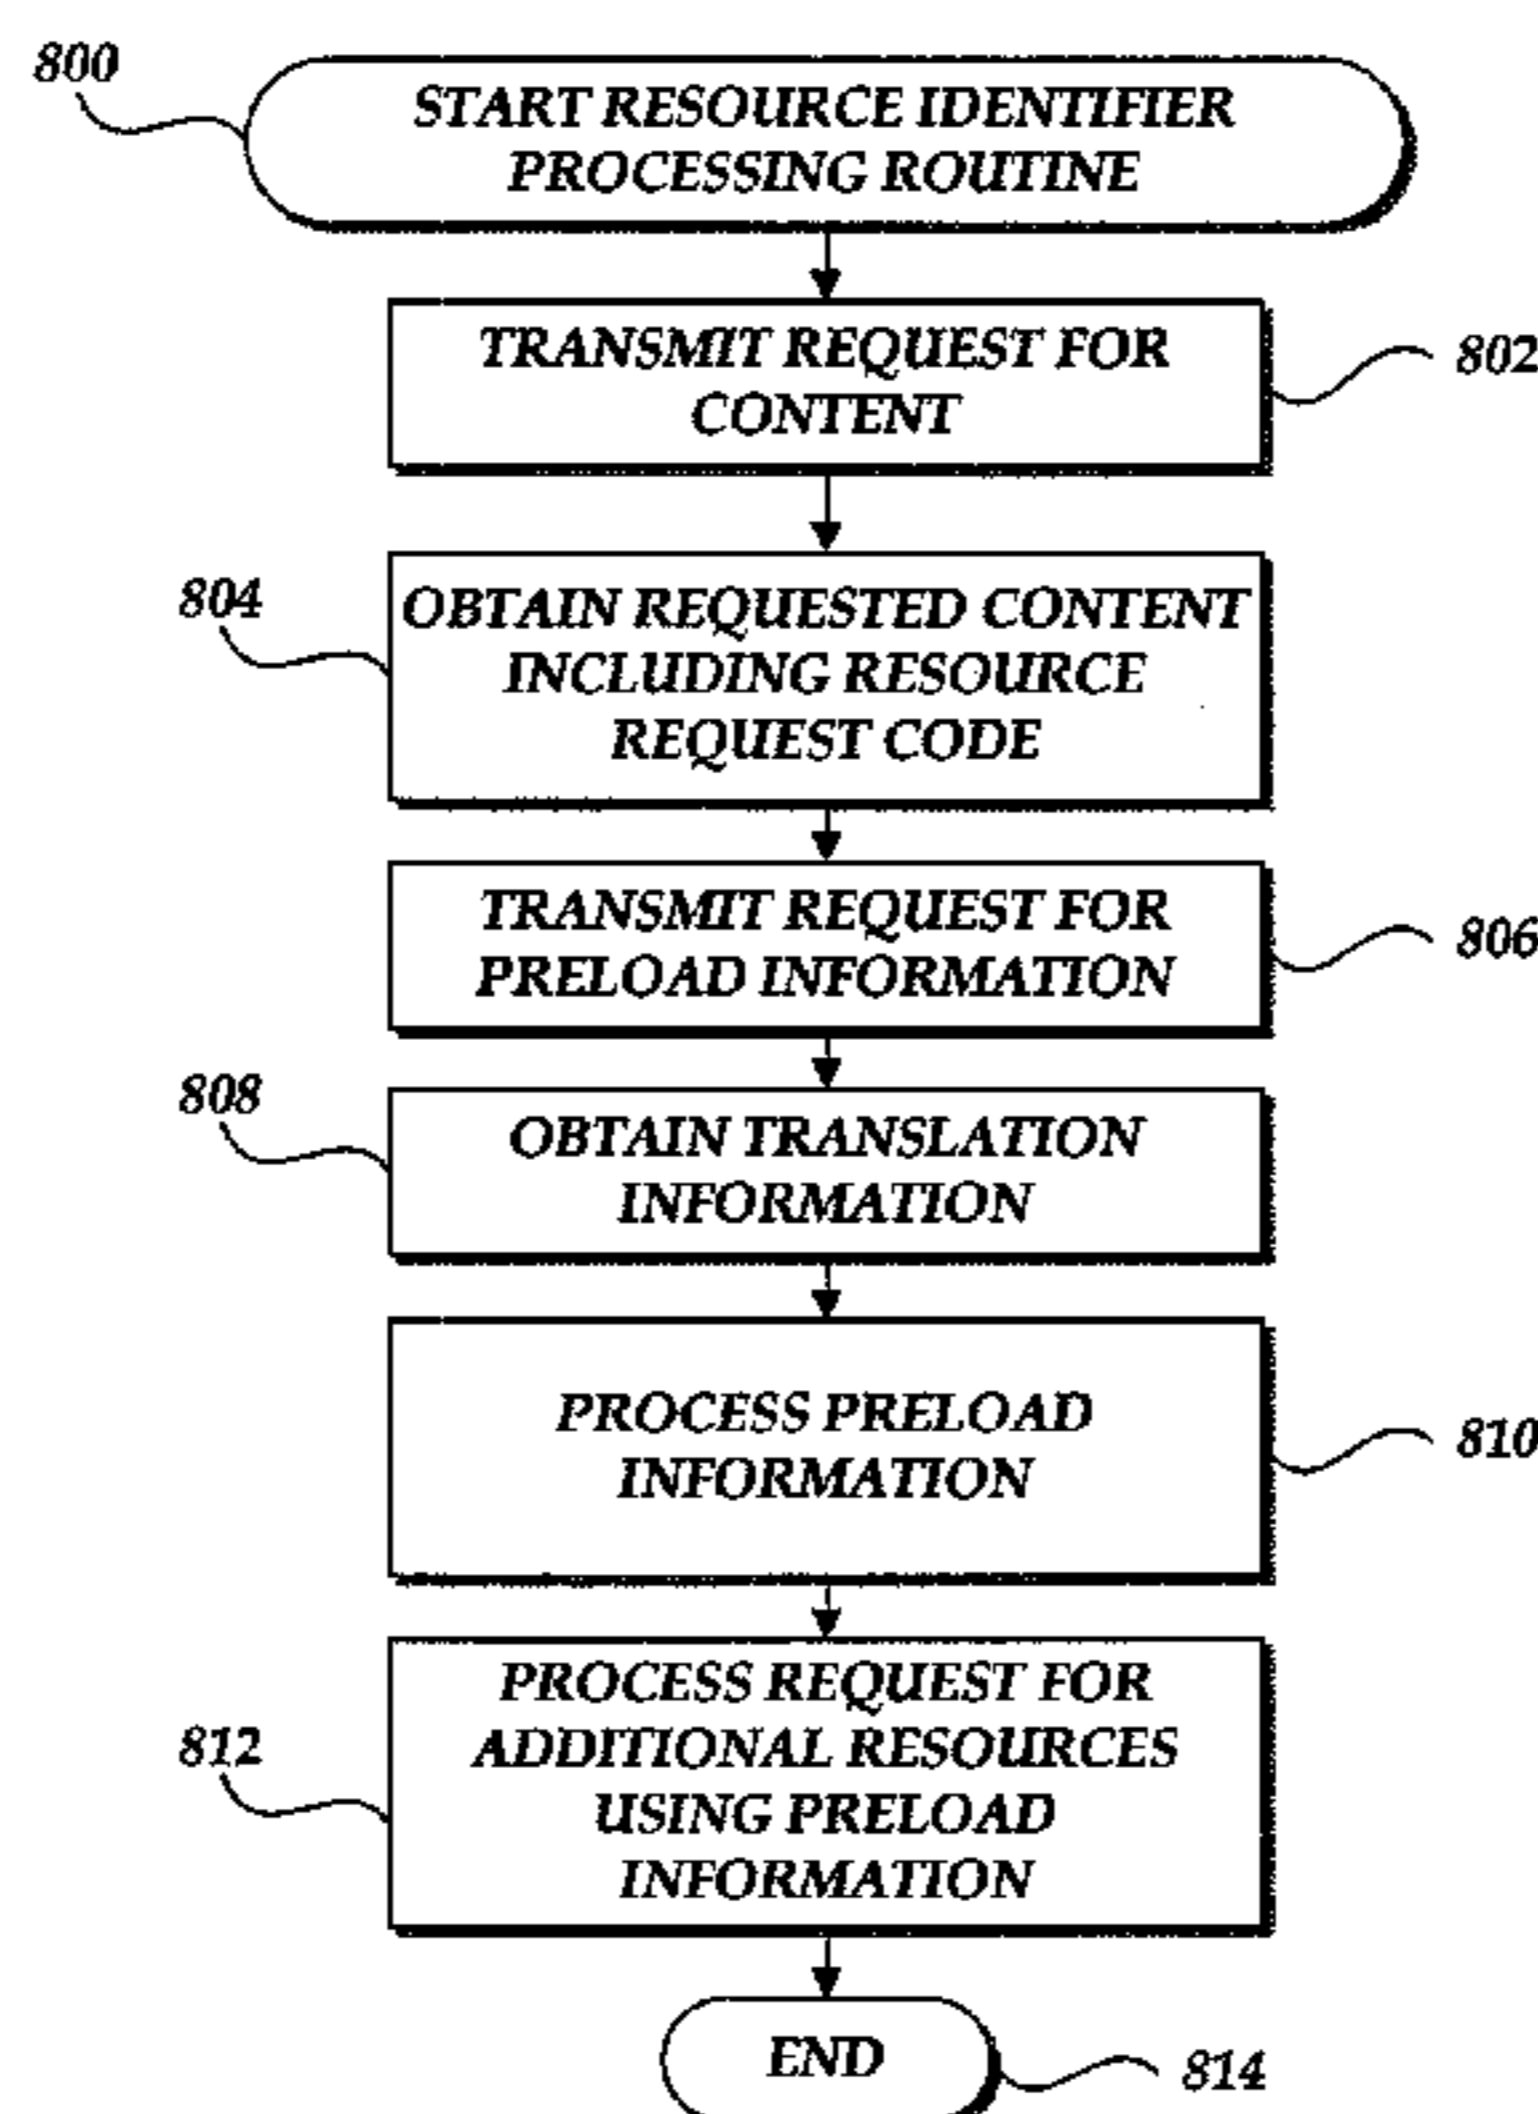 800
START RESOURCE IDENTIFIER
PROCESSING ROUTINE
TRANSMIT REQUEST FOR
CONTENT
802
804
OBTAIN REQUESTED CONTENT
INCLUDING RESOURCE
REQUEST CODE
TRANSMIT REQUEST FOR
PRELOAD INFORMATION
806
808
OBTAIN TRANSLATION
INFORMATION
PROCESS PRELOAD
INFORMATION
810
PROCESS REQUEST FOR
ADDITIONAL RESOURCES
USING PRELOAD
INFORMATION
812
END
814